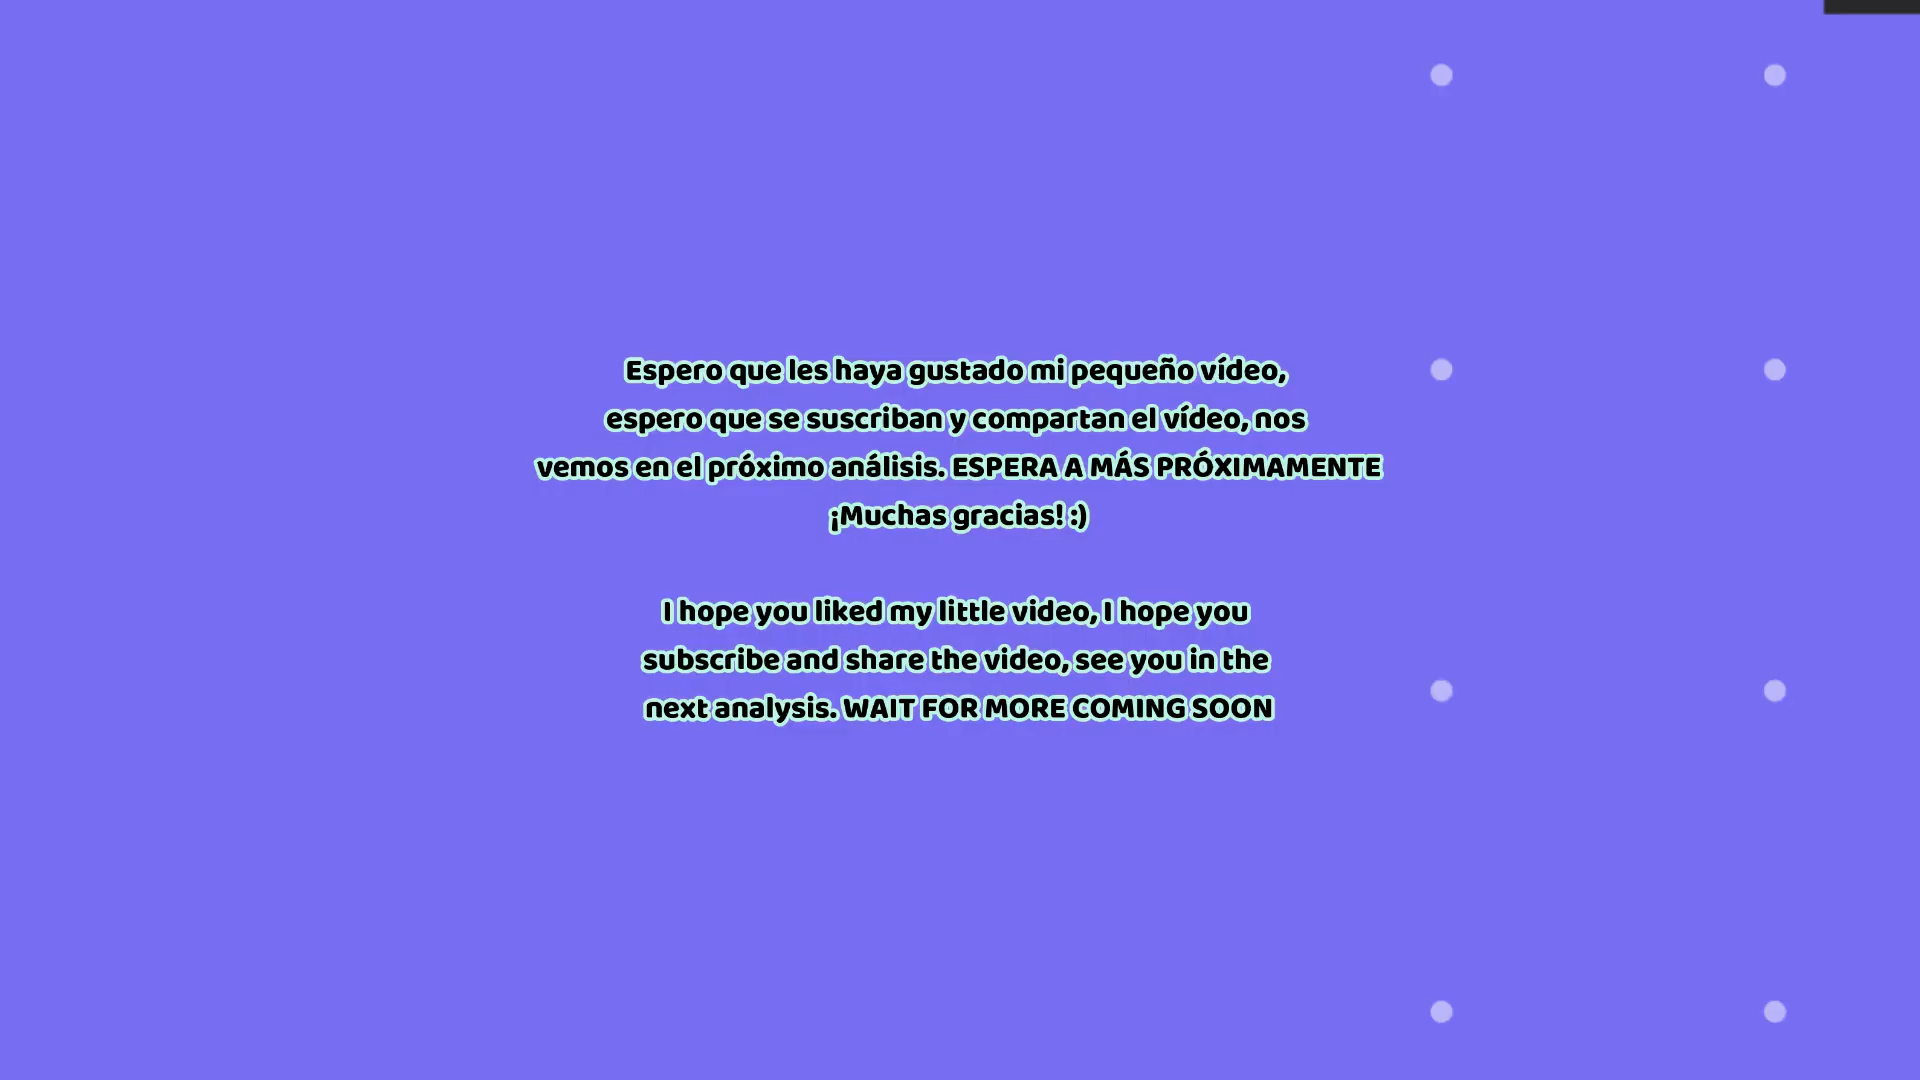 Espero que les haya gustado mi pequeño vídeo,
espero que se suscriban y compartan el vídeo, nos
vemos en el próximo análisis. ESPERA A MÁS PRÓXIMAMENTE
¡Muchas gracias! :)
I hope you liked my little video, I hope you
subscribe and share the video, see you in the
next analysis. WAIT FOR MORE COMING SOON